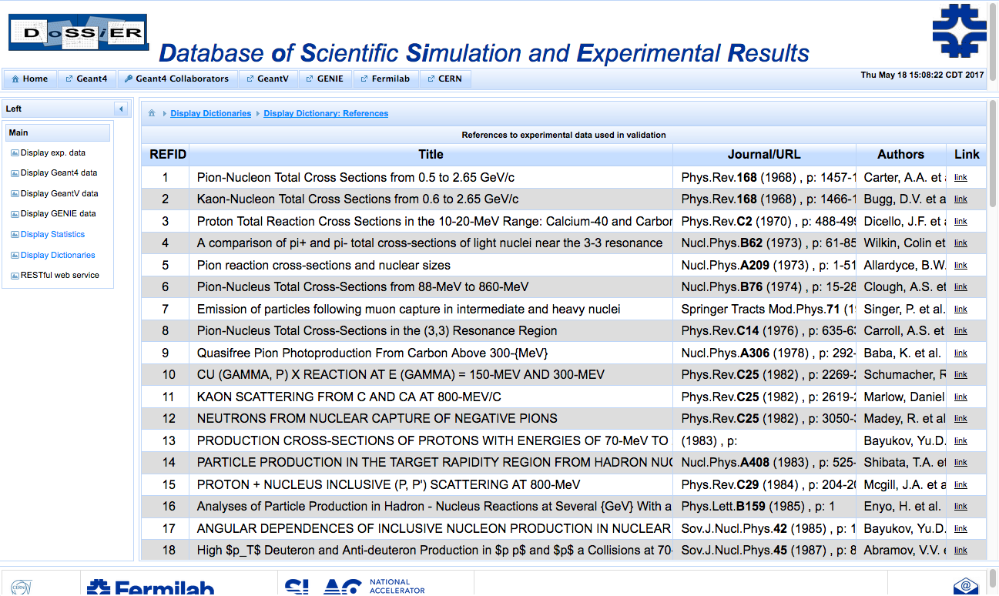 DoSSiER
Database of Scientific Simulation and Experimental Results
Home Geant4 Geant4 Collaborators GeantV GENIE Fermilab CERN
Thu May 18 15:08:22 CDT 2017
Left
Main
Display exp. data
Display Geant4 data
Display GeantV data
Display GENIE data
Display Statistics
Display Dictionaries
RESTful web service
Display Dictionaries Display Dictionary: References
References to experimental data used in validation
REFID Title Journal/URL Authors Link
1 Pion-Nucleon Total Cross Sections from 0.5 to 2.65 GeV/c Phys.Rev.168 (1968) , p: 1457-1 Carter, A.A. et link
2 Kaon-Nucleon Total Cross Sections from 0.6 to 2.65 GeV/c Phys.Rev.168 (1968) , p: 1466-1 Bugg, D.V. et a link
3 Proton Total Reaction Cross Sections in the 10-20-MeV Range: Calcium-40 and Carbon Phys.Rev.C2 (1970) , p: 488-499 Dicello, J.F. et link
4 A comparison of pi+ and pi- total cross-sections of light nuclei near the 3-3 resonance Nucl.Phys.B62 (1973) , p: 61-85 Wilkin, Colin et link
5 Pion reaction cross-sections and nuclear sizes Nucl.Phys.A209 (1973) , p: 1-51 Allardyce, B.W. link
6 Pion-Nucleus Total Cross-Sections from 88-MeV to 860-MeV Nucl.Phys.B76 (1974) , p: 15-28 Clough, A.S. et link
7 Emission of particles following muon capture in intermediate and heavy nuclei Springer Tracts Mod.Phys.71 (19 Singer, P. et al. link
8 Pion-Nucleus Total Cross-Sections in the (3,3) Resonance Region Phys.Rev.C14 (1976) , p: 635-63 Carroll, A.S. et link
9 Quasifree Pion Photoproduction From Carbon Above 300-{MeV} Nucl.Phys.A306 (1978) , p: 292- Baba, K. et al. link
10 CU (GAMMA, P) X REACTION AT E (GAMMA) = 150-MEV AND 300-MEV Phys.Rev.C25 (1982) , p: 2269-2 Schumacher, R link
11 KAON SCATTERING FROM C AND CA AT 800-MEV/C Phys.Rev.C25 (1982) , p: 2619-2 Marlow, Daniel link
12 NEUTRONS FROM NUCLEAR CAPTURE OF NEGATIVE PIONS Phys.Rev.C25 (1982) , p: 3050-3 Madey, R. et al link
13 PRODUCTION CROSS-SECTIONS OF PROTONS WITH ENERGIES OF 70-MeV TO (1983) , p: Bayukov, Yu.D. link
14 PARTICLE PRODUCTION IN THE TARGET RAPIDITY REGION FROM HADRON NUC Nucl.Phys.A408 (1983) , p: 525- Shibata, T.A. et link
15 PROTON + NUCLEUS INCLUSIVE (P, P') SCATTERING AT 800-MeV Phys.Rev.C29 (1984) , p: 204-20 Mcgill, J.A. et a link
16 Analyses of Particle Production in Hadron - Nucleus Reactions at Several {GeV} With a Phys.Lett.B159 (1985) , p: 1 Enyo, H. et al. link
17 ANGULAR DEPENDENCES OF INCLUSIVE NUCLEON PRODUCTION IN NUCLEAR Sov.J.Nucl.Phys.42 (1985) , p: 1 Bayukov, Yu.D. link
18 High $p_T$ Deuteron and Anti-deuteron Production in $p p$ and $p$ a Collisions at 70- Sov.J.Nucl.Phys.45 (1987) , p: 8 Abramov, V.V. link
CERN Fermilab SLAC NATIONAL
ACCELERATOR